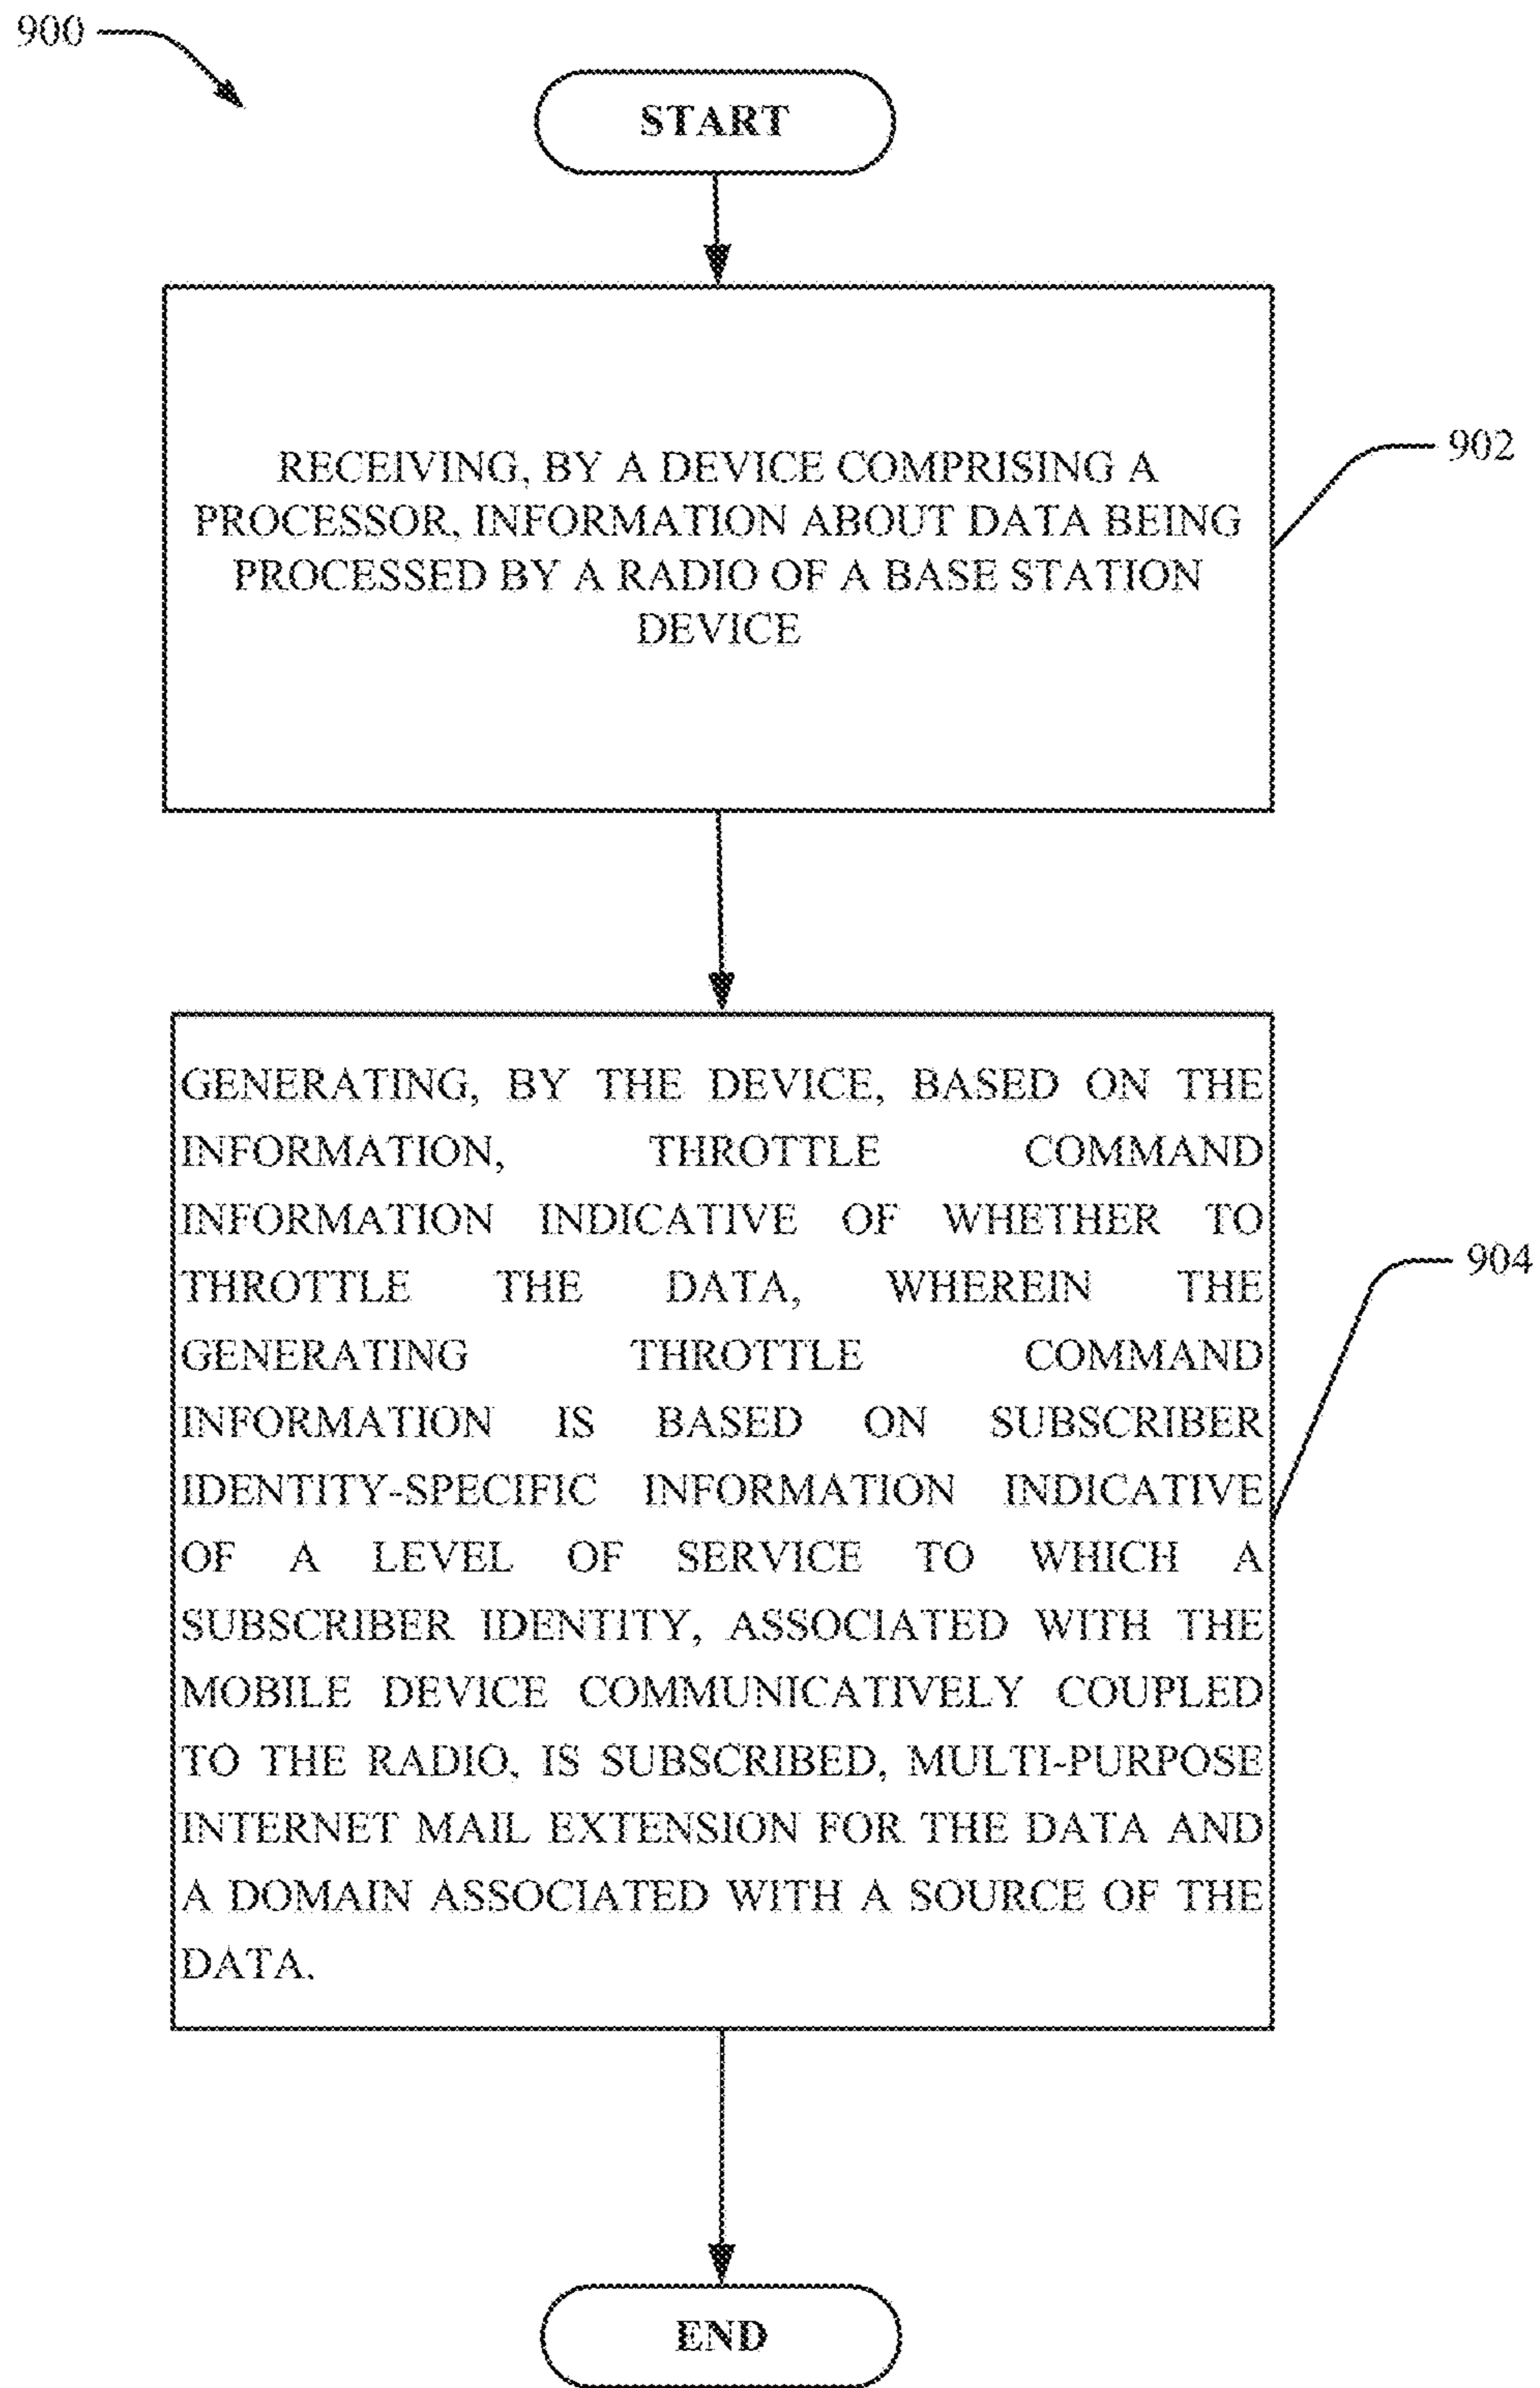 900
START
RECEIVING, BY A DEVICE COMPRISING A
PROCESSOR, INFORMATION ABOUT DATA BEING
PROCESSED BY A RADIO OF A BASE STATION
DEVICE
902
GENERATING, BY THE DEVICE, BASED ON THE
INFORMATION, THROTTLE COMMAND
INFORMATION INDICATIVE OF WHETHER TO
THROTTLE THE DATA, WHEREIN THE
GENERATING THROTTLE COMMAND
INFORMATION IS BASED ON SUBSCRIBER
IDENTITY-SPECIFIC INFORMATION INDICATIVE
OF A LEVEL OF SERVICE TO WHICH A
SUBSCRIBER IDENTITY, ASSOCIATED WITH THE
MOBILE DEVICE COMMUNICATIVELY COUPLED
TO THE RADIO, IS SUBSCRIBED, MULTI-PURPOSE
INTERNET MAIL EXTENSION FOR THE DATA AND
A DOMAIN ASSOCIATED WITH A SOURCE OF THE
DATA.
904
END